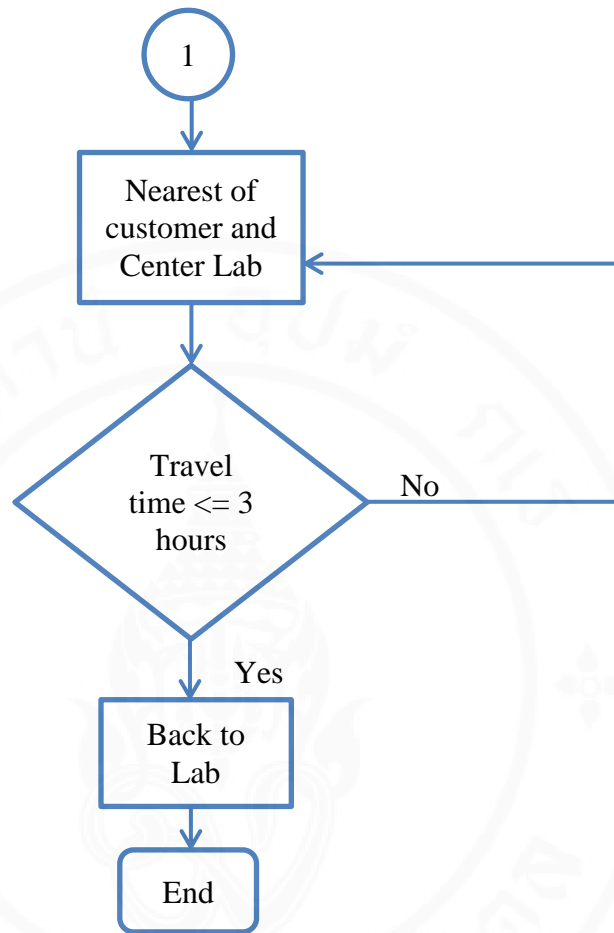 1
Nearest of
customer and
Center Lab
Travel
time <= 3
hours
No
Yes
Back to
Lab
End